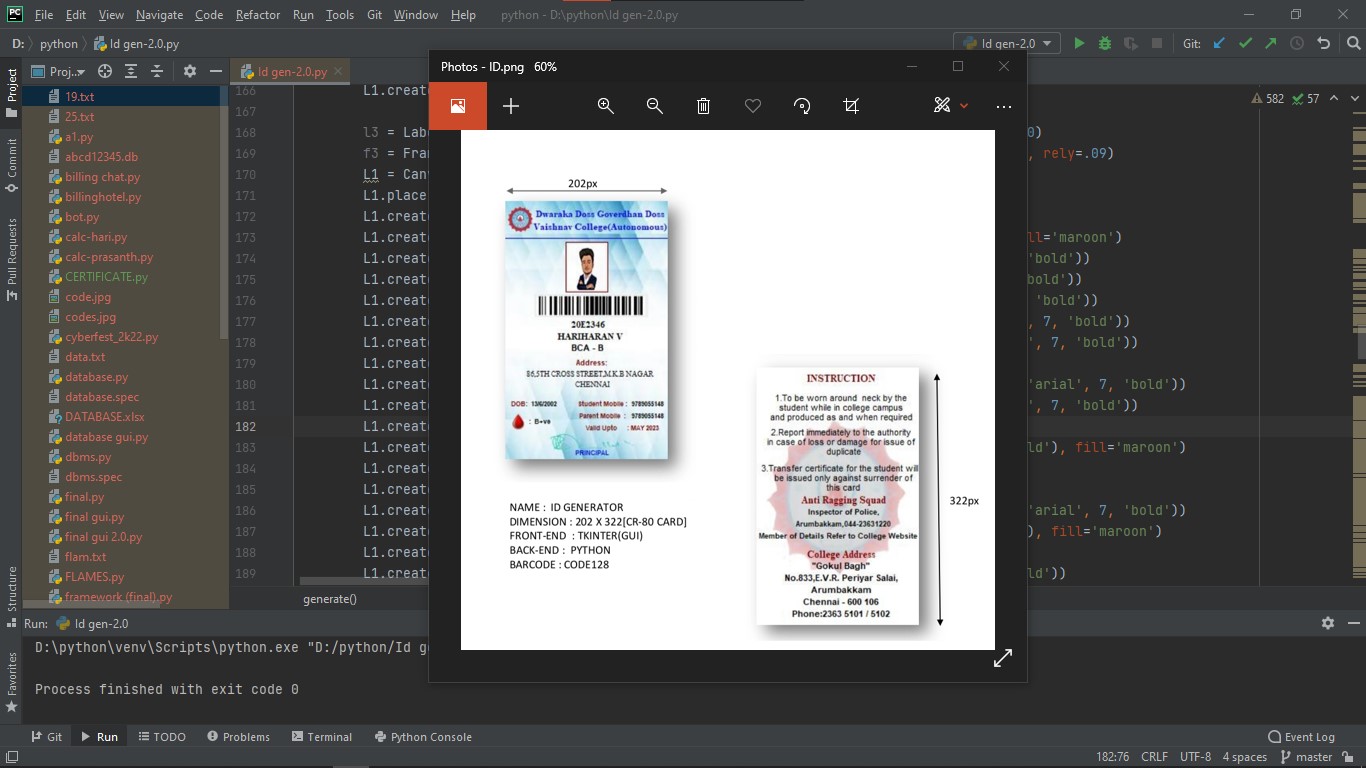 File Edit View Navigate Code Refactor Run Tools Git Window Help python - D:\python\Id gen-2.0.py
D: python Id gen-2.0.py
Id gen-2.0 Git:
Project
Commit
Pull Requests
Structure
Favorites
Proj...
19.txt
25.txt
a1.py
abcd12345.db
billing chat.py
billinghotel.py
bot.py
calc-hari.py
calc-prasanth.py
CERTIFICATE.py
code.jpg
codes.jpg
cyberfest_2k22.py
data.txt
database.py
database.spec
DATABASE.xlsx
database gui.py
dbms.py
dbms.spec
final.py
final gui.py
final gui 2.0.py
flam.txt
FLAMES.py
framework (final).py
Id gen-2.0.py
582 57
166 L1.creat
167
168 l3 = Lab 0)
169 f3 = Fran , rely=.09)
170 L1 = Can
171 L1.place
172 L1.creat
173 L1.creat ll='maroon')
174 L1.creat 'bold'))
175 L1.creat bold'))
176 L1.creat 'bold'))
177 L1.creat , 7, 'bold'))
178 L1.creat ', 7, 'bold'))
179 L1.creat
180 L1.creat 'arial', 7, 'bold'))
181 L1.creat ', 7, 'bold'))
182 L1.creat
183 L1.creat ld'), fill='maroon')
184 L1.creat
185 L1.creat
186 L1.creat 'arial', 7, 'bold'))
187 L1.creat ), fill='maroon')
188 L1.creat
189 L1.creat ld'))
generate()
Photos - ID.png 60%
202px
Dwaraka Doss Goverdhan Doss
Vaishnav College(Autonomous)
20E2346
HARIHARAN V
BCA - B
Address:
86,5TH CROSS STREET,M.K.B NAGAR
CHENNAI
DOB: 13/6/2002 Student Mobile : 9789055148
Parent Mobile : 9789055148
: B+ve Valid Upto : MAY 2023
PRINCIPAL
NAME : ID GENERATOR
DIMENSION : 202 X 322[CR-80 CARD]
FRONT-END : TKINTER(GUI)
BACK-END : PYTHON
BARCODE : CODE128
INSTRUCTION
1.To be worn around neck by the
student while in college campus
and produced as and when required
2.Report immediately to the authority
in case of loss or damage for issue of
duplicate
3.Transfer certificate for the student will
be issued only against surrender of
this card
Anti Ragging Squad
Inspector of Police,
Arumbakkam,044-23631220
Member of Details Refer to College Website
College Address
"Gokul Bagh"
No.833,E.V.R. Periyar Salai,
Arumbakkam
Chennai - 600 106
Phone:2363 5101 / 5102
322px
Run: Id gen-2.0
D:\python\venv\Scripts\python.exe "D:/python/Id ge
Process finished with exit code 0
Git Run TODO Problems Terminal Python Console Event Log
182:76 CRLF UTF-8 4 spaces master